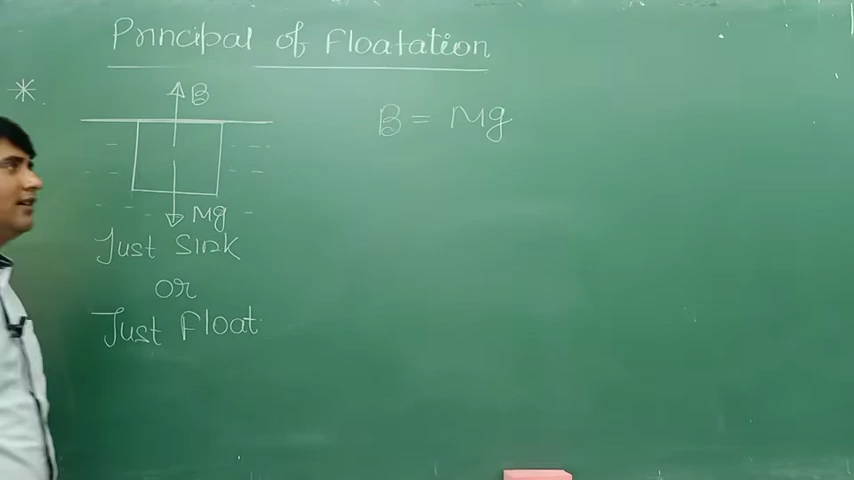 Principal of Floatation
*
B
B = Mg
Mg
Just Sink
or
Just Float